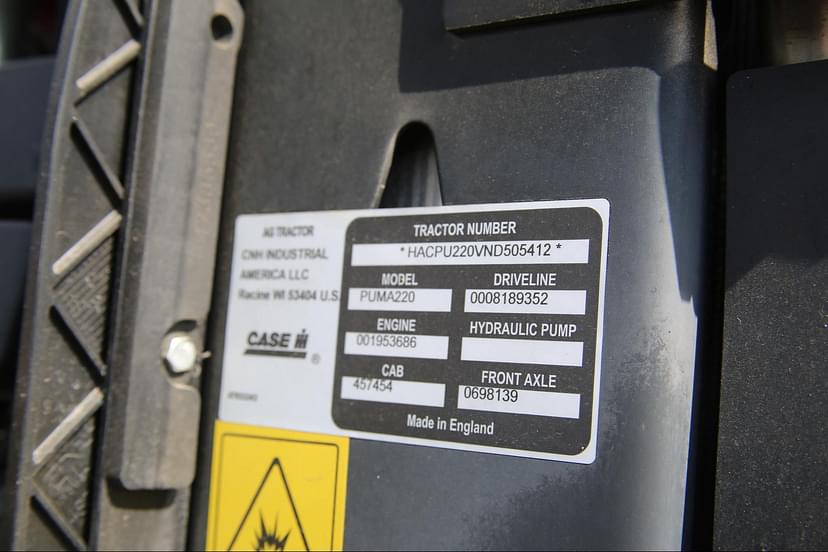 AG TRACTOR
CNH INDUSTRIAL
AMERICA LLC
Racine WI 53404 U.S.
CASE IH
®
TRACTOR NUMBER
*HACPU220VND505412*
MODEL DRIVELINE
PUMA220 0008189352
ENGINE HYDRAULIC PUMP
001953686
CAB FRONT AXLE
457454 0698139
Made in England